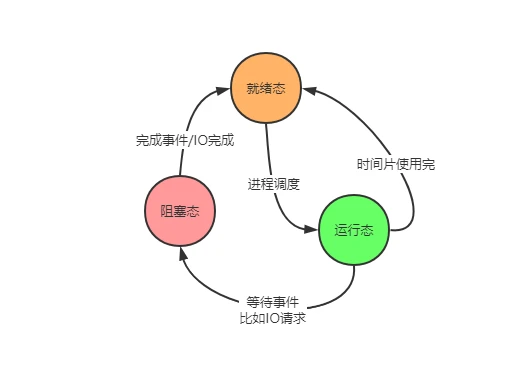 就绪态
完成事件/IO完成
时间片使用完
进程调度
阻塞态
运行态
等待事件
比如IO请求